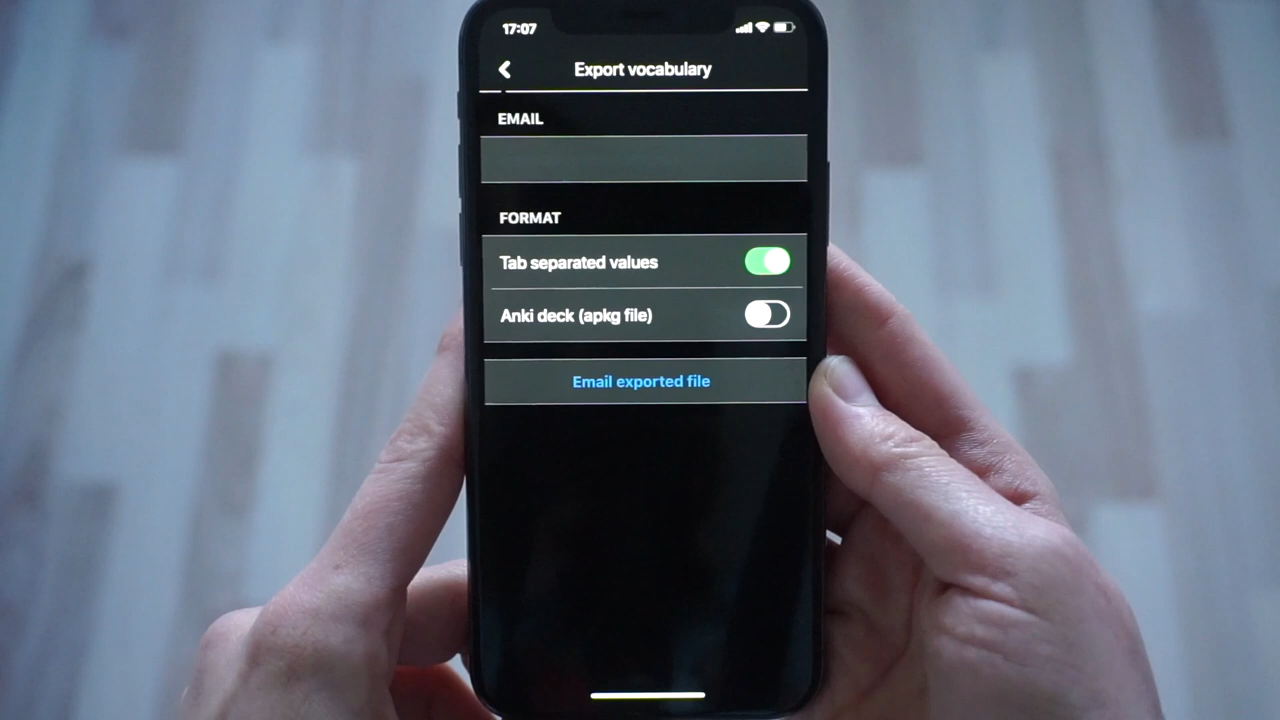 17:07
Export vocabulary
EMAIL
FORMAT
Tab separated values
Anki deck (apkg file)
Email exported file